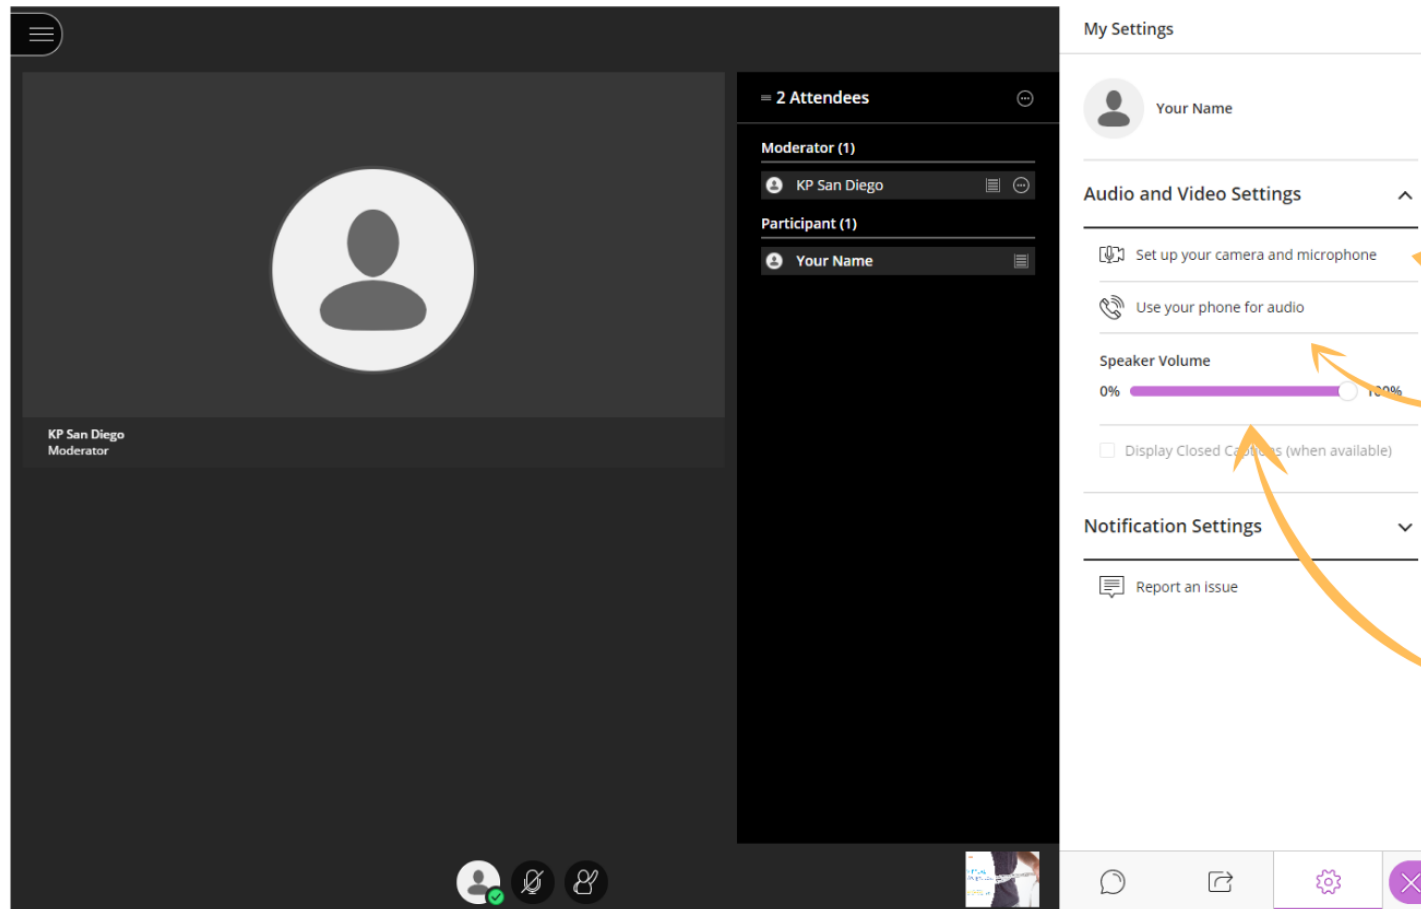 My Settings
Your Name
2 Attendees
Moderator (1)
KP San Diego
Participant (1)
Your Name
KP San Diego
Moderator
Audio and Video Settings
Set up your camera and microphone
Use your phone for audio
Speaker Volume
0% 100%
Display Closed Captions (when available)
Notification Settings
Report an issue